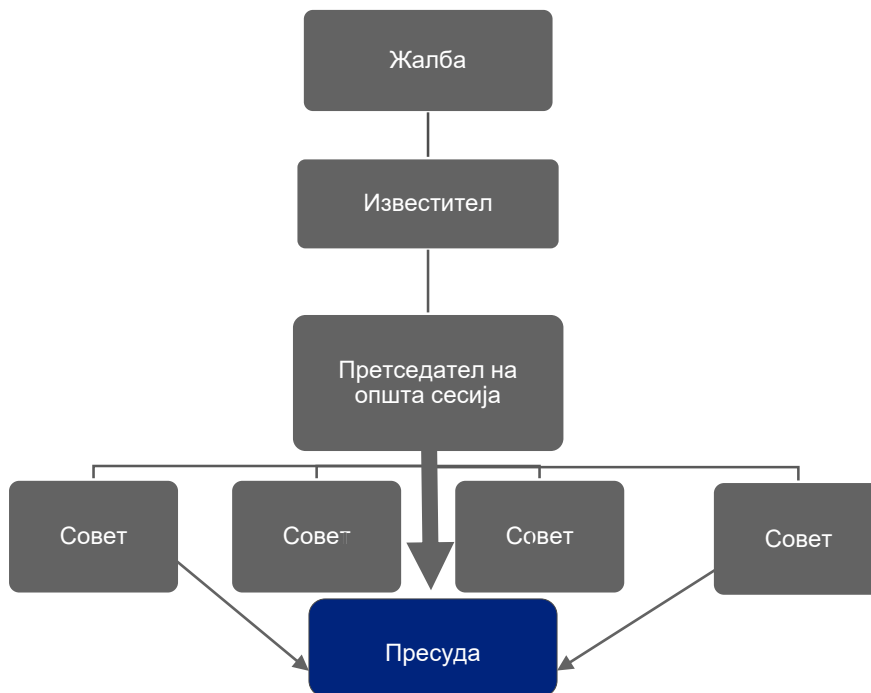 Жалба
Известител
Претседател на
општа сесија
Совет
Совет
Совет
Совет
Пресуда